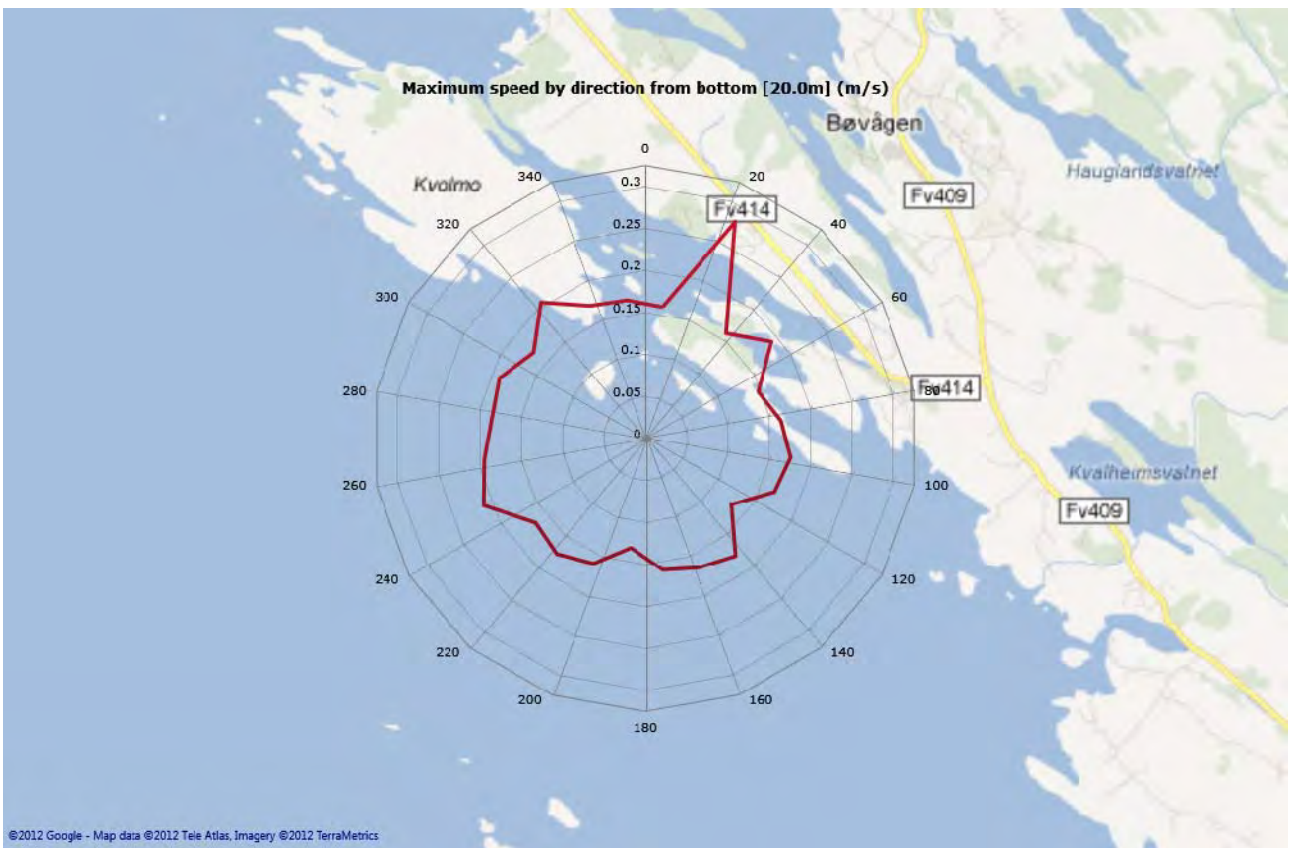 Maximum speed by direction from bottom [20.0m] (m/s)
Bøvågen
0
Hauglandsvatnet
340
20
Kvolmo
0.3
Fv409
Fv414
320
0.25
40
0.2
300
60
0.15
0.1
280
0.05
80
Fv414
0
Kvalheimsvatnet
260
100
Fv409
240
120
220
140
200
160
180
©2012 Google - Map data ©2012 Tele Atlas, Imagery ©2012 TerraMetrics